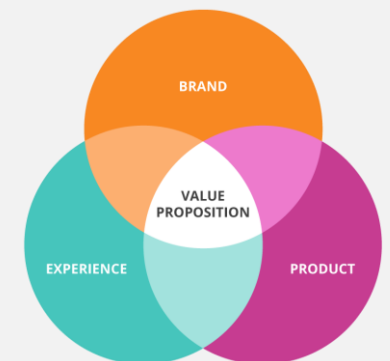 BRAND
VALUE
PROPOSITION
EXPERIENCE
PRODUCT